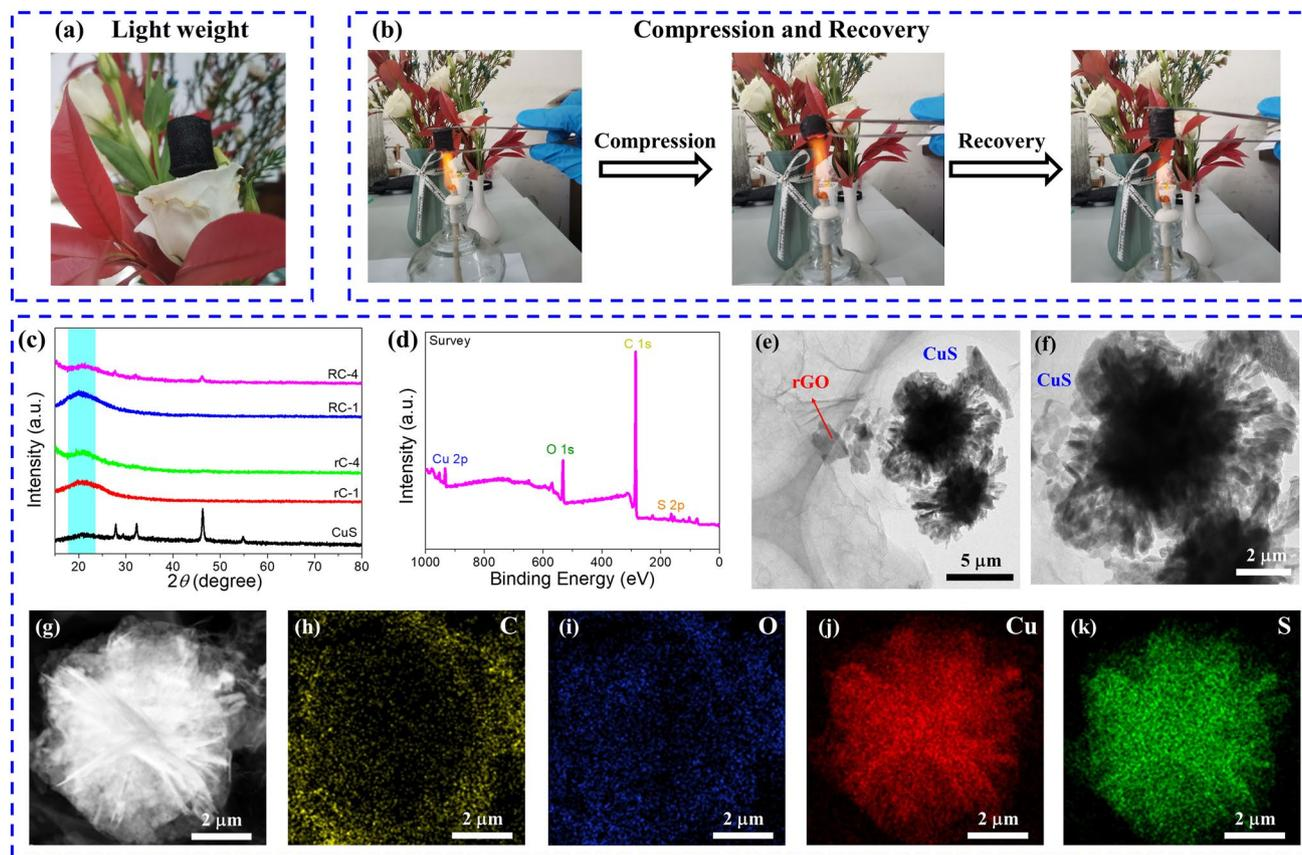 (a) Light weight
(b) Compression and Recovery
Compression
Recovery
(c)
Intensity (a.u.)
RC-4
RC-1
rC-4
rC-1
CuS
20 30 40 50 60 70 80
2θ (degree)
(d)
Survey
Intensity (a.u.)
Cu 2p
O 1s
C 1s
S 2p
1000 800 600 400 200 0
Binding Energy (eV)
(e)
CuS
rGO
5 μm
(f)
CuS
2 μm
(g)
2 μm
(h) C
2 μm
(i) O
2 μm
(j) Cu
2 μm
(k) S
2 μm